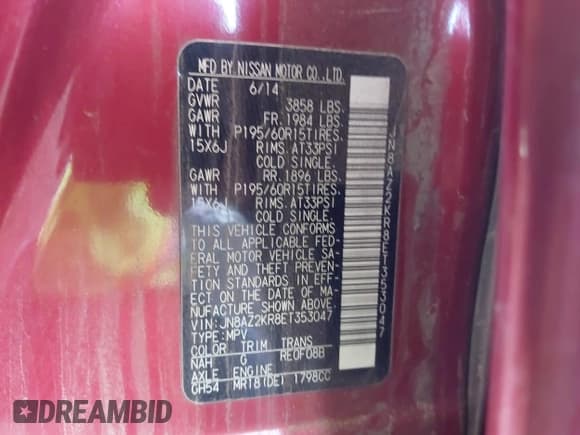 MFD BY NISSAN MOTOR CO., LTD.
DATE 6/14
GVWR 3858 LBS.
GAWR FR. 1984 LBS.
WITH P195/60R15TIRES.
15X6J RIMS. AT33PSI
COLD SINGLE.
GAWR RR. 1896 LBS.
WITH P195/60R15TIRES.
15X6J RIMS. AT33PSI
COLD SINGLE.
THIS VEHICLE CONFORMS
TO ALL APPLICABLE FED-
ERAL MOTOR VEHICLE SA-
FETY AND THEFT PREVEN-
TION STANDARDS IN EFF-
ECT ON THE DATE OF MA-
NUFACTURE SHOWN ABOVE.
VIN: JN8AZ2KR8ET353047
TYPE: MPV
COLOR TRIM TRANS
NAH G RE0F08B
AXLE ENGINE
GH54 MR18(DE) 1798CC
JN8AZ2KR8ET353047
DREAMBID